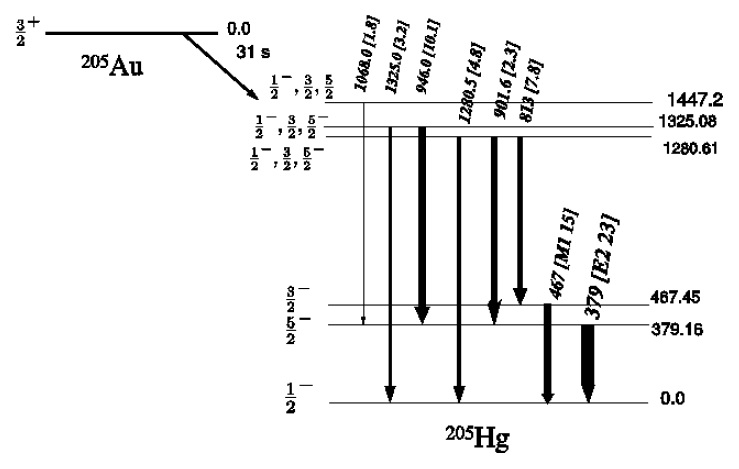 3/2⁺ 0.0
31 s
²⁰⁵Au
1068.0 [1.8]
1325.0 [3.2]
946.0 [10.1]
1280.5 [4.8]
901.6 [2.3]
813 [7.8]
1/2⁻, 3/2, 5/2 1447.2
1/2⁻, 3/2, 5/2⁻ 1325.08
1/2⁻, 3/2, 5/2⁻ 1280.61
467 [M1 15]
379 [E2 23]
3/2⁻ 467.45
5/2⁻ 379.16
1/2⁻ 0.0
²⁰⁵Hg